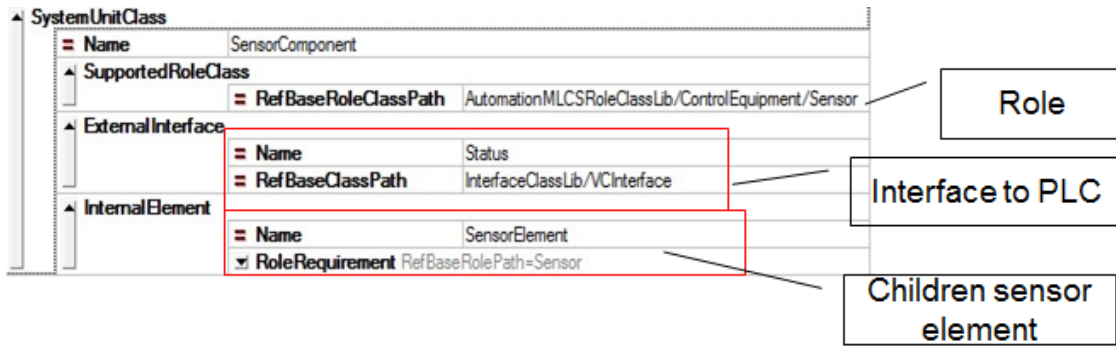 SystemUnitClass
= Name SensorComponent
SupportedRoleClass
= RefBaseRoleClassPath AutomationMLCSRoleClassLib/ControlEquipment/Sensor
Role
ExternalInterface
= Name Status
= RefBaseClassPath InterfaceClassLib/VCInterface
Interface to PLC
InternalElement
= Name SensorElement
RoleRequirement RefBaseRolePath=Sensor
Children sensor
element